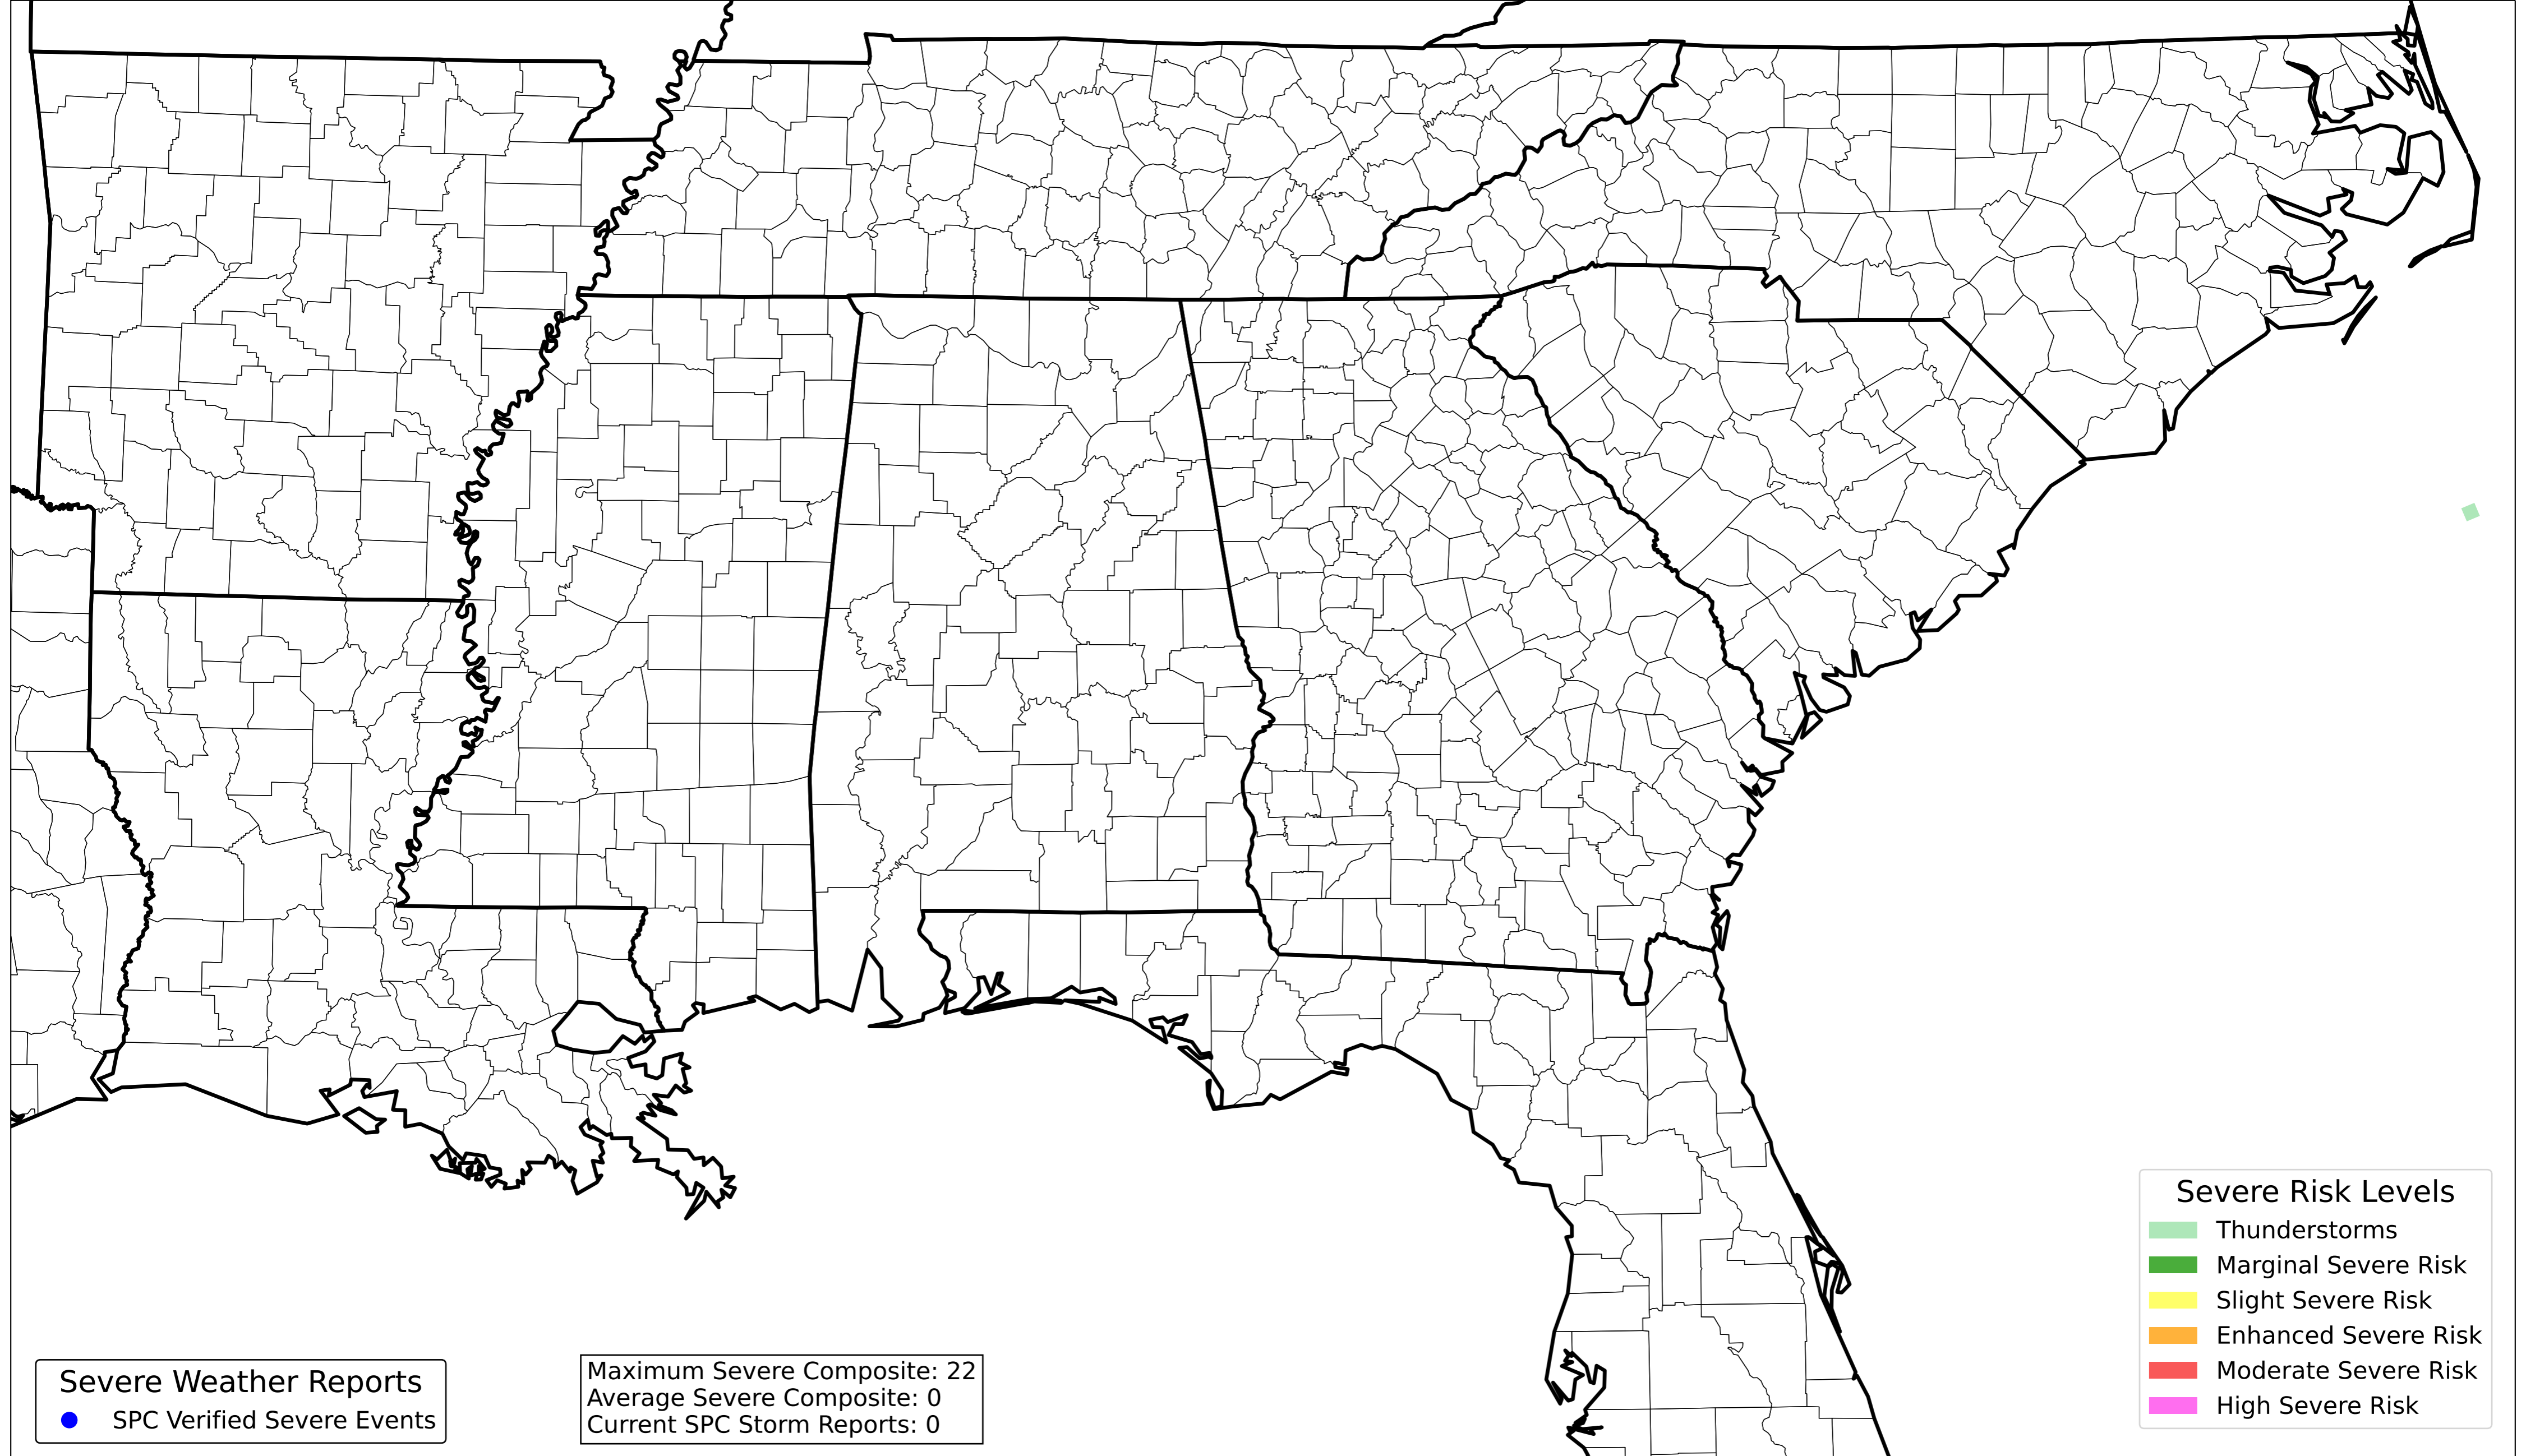 Severe Risk Levels
Thunderstorms
Marginal Severe Risk
Slight Severe Risk
Enhanced Severe Risk
Moderate Severe Risk
High Severe Risk
Severe Weather Reports
SPC Verified Severe Events
Maximum Severe Composite: 22
Average Severe Composite: 0
Current SPC Storm Reports: 0